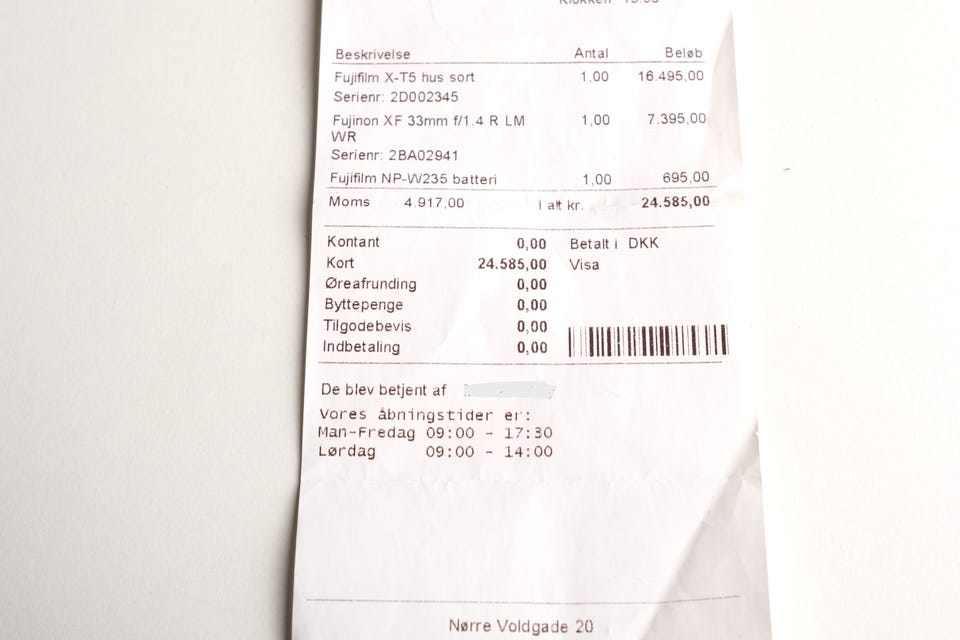 Klokken
Beskrivelse Antal Beløb
Fujifilm X-T5 hus sort 1,00 16.495,00
Serienr: 2D002345
Fujinon XF 33mm f/1.4 R LM 1,00 7.395,00
WR
Serienr: 2BA02941
Fujifilm NP-W235 batteri 1,00 695,00
Moms 4.917,00 I alt kr. 24.585,00
Kontant 0,00 Betalt i DKK
Kort 24.585,00 Visa
Øreafrunding 0,00
Byttepenge 0,00
Tilgodebevis 0,00
Indbetaling 0,00
De blev betjent af
Vores åbningstider er:
Man-Fredag 09:00 - 17:30
Lørdag 09:00 - 14:00
Nørre Voldgade 20